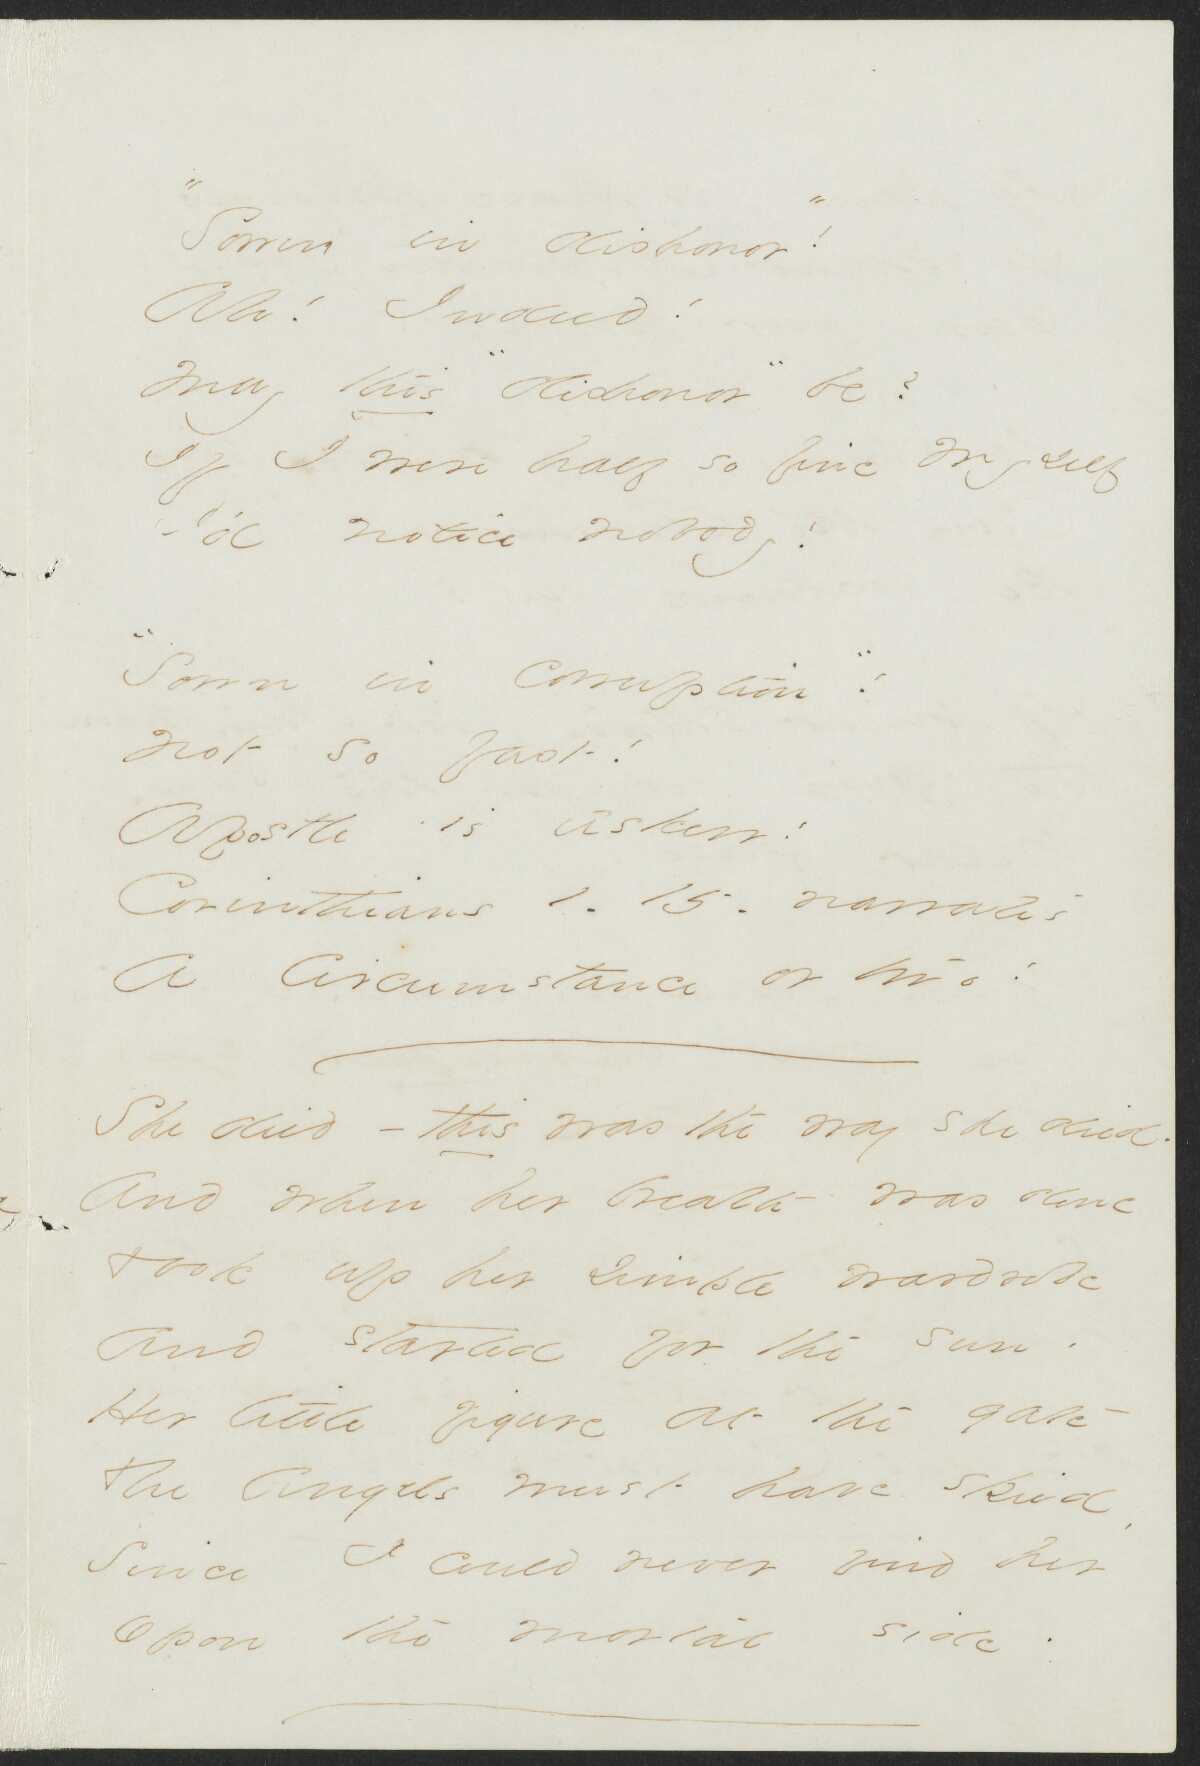 "Sown in dishonor"!
Ah! Indeed!
May this "dishonor" be?
If I were half so fine myself
I'd notice nobody!
"Sown in corruption"!
Not so fast!
Apostle is askew!
Corinthians 1. 15. narrates
A Circumstance or two!
She died – this was the way she died.
And when her breath was done
Took up her simple wardrobe
And started for the sun.
Her little figure at the gate
The Angels must have spied,
Since I could never find her
Upon the mortal side.